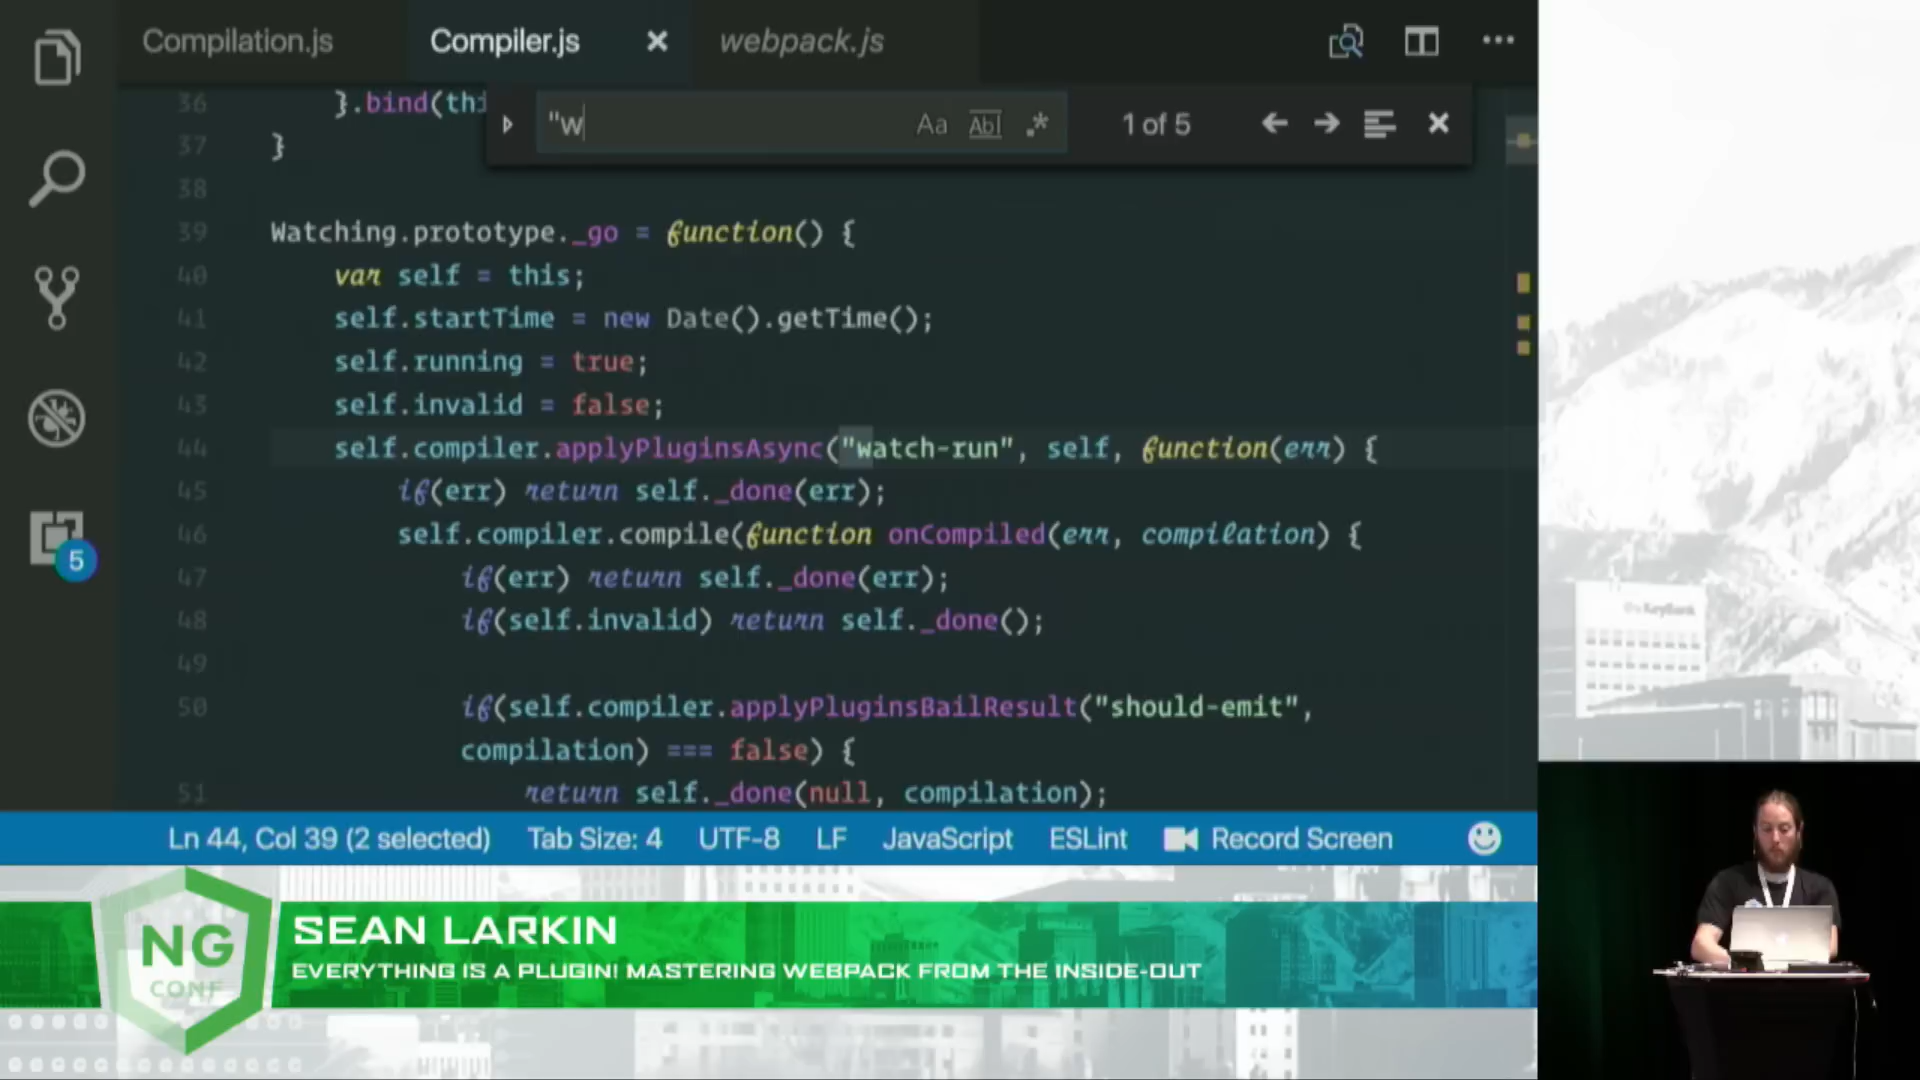 Compilation.js
Compiler.js
webpack.js
"w
Aa
Abl
.*
1 of 5
36 }.bind(thi
37 }
38
39 Watching.prototype._go = function() {
40 var self = this;
41 self.startTime = new Date().getTime();
42 self.running = true;
43 self.invalid = false;
44 self.compiler.applyPluginsAsync("watch-run", self, function(err) {
45 if(err) return self._done(err);
46 self.compiler.compile(function onCompiled(err, compilation) {
47 if(err) return self._done(err);
48 if(self.invalid) return self._done();
49
50 if(self.compiler.applyPluginsBailResult("should-emit",
compilation) === false) {
51 return self._done(null, compilation);
5
Ln 44, Col 39 (2 selected) Tab Size: 4 UTF-8 LF JavaScript ESLint Record Screen
KeyBank
NG
CONF
SEAN LARKIN
EVERYTHING IS A PLUGIN! MASTERING WEBPACK FROM THE INSIDE-OUT